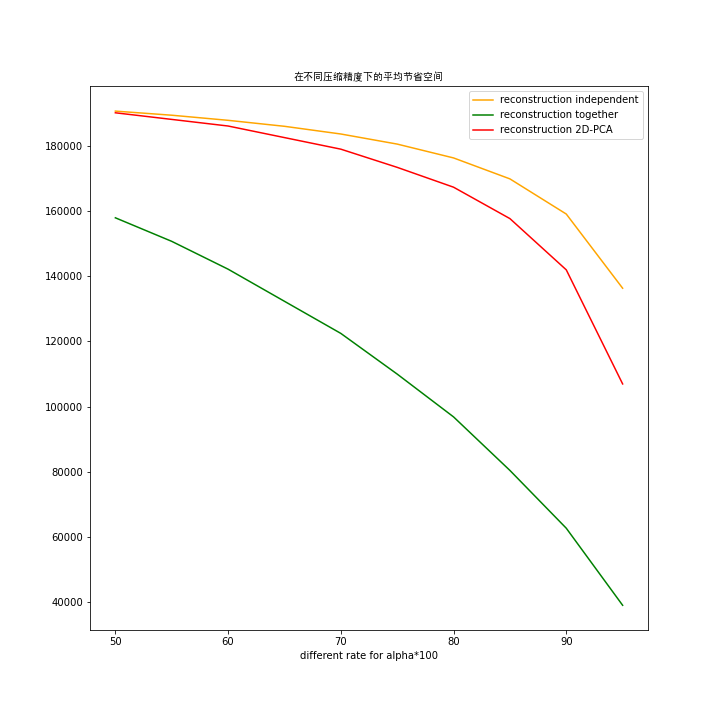 在不同压缩精度下的平均节省空间
reconstruction independent
reconstruction together
reconstruction 2D-PCA
180000
160000
140000
120000
100000
80000
60000
40000
50 60 70 80 90
different rate for alpha*100